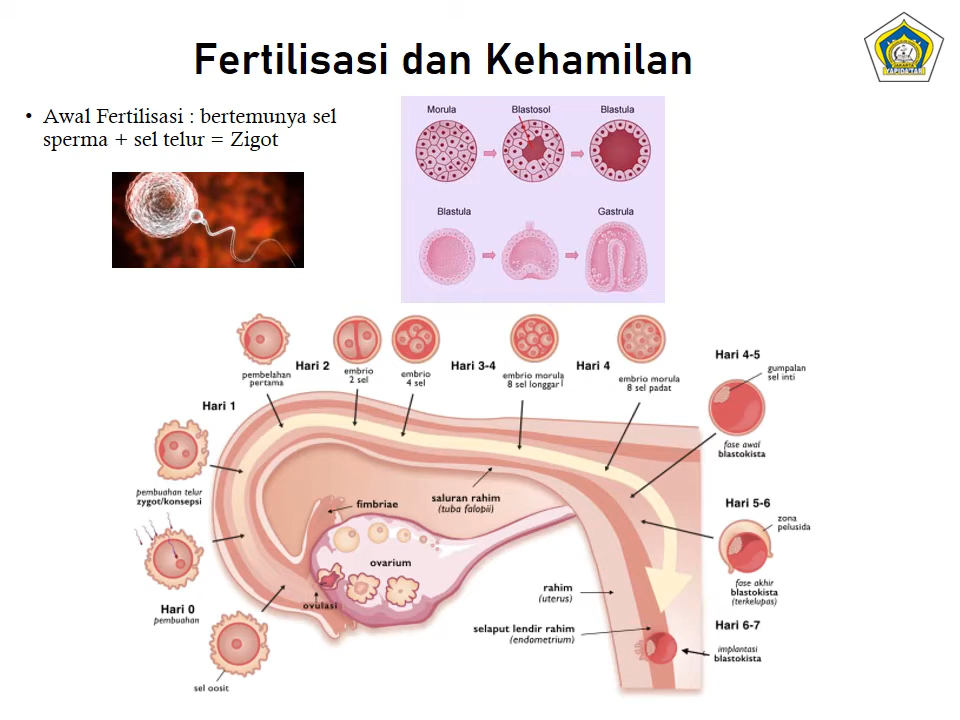 Fertilisasi dan Kehamilan
JAKARTA
• Awal Fertilisasi : bertemunya sel
sperma + sel telur = Zigot
Morula
Blastosol
Blastula
Blastula
Gastrula
pembelahan
pertama
Hari 2
embrio
2 sel
embrio
4 sel
Hari 3-4
embrio morula
8 sel longgar
Hari 4
embrio morula
8 sel padat
Hari 4-5
gumpalan
sel inti
fase awal
blastokista
Hari 1
pembuahan telur
zygot/konsepsi
Hari 0
pembuahan
sel oosit
fimbriae
saluran rahim
(tuba falopii)
ovarium
ovulasi
rahim
(uterus)
selaput lendir rahim
(endometrium)
Hari 5-6
zona
pelusida
fase akhir
blastokista
(terkelupas)
Hari 6-7
implantasi
blastokista